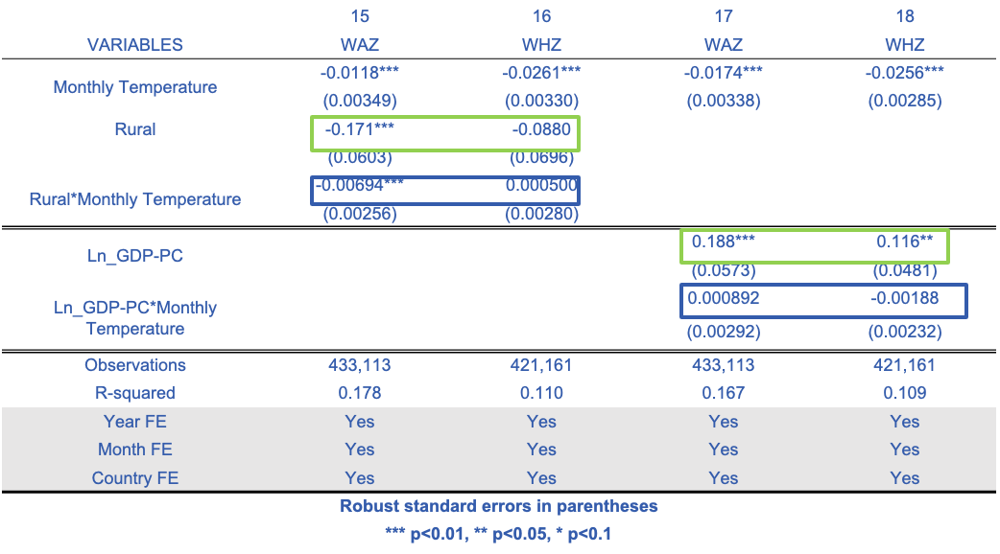 15 16 17 18
VARIABLES WAZ WHZ WAZ WHZ
Monthly Temperature -0.0118*** -0.0261*** -0.0174*** -0.0256***
(0.00349) (0.00330) (0.00338) (0.00285)
Rural -0.171*** -0.0880
(0.0603) (0.0696)
Rural*Monthly Temperature -0.00694*** 0.000500
(0.00256) (0.00280)
Ln_GDP-PC 0.188*** 0.116**
(0.0573) (0.0481)
Ln_GDP-PC*Monthly
Temperature 0.000892 -0.00188
(0.00292) (0.00232)
Observations 433,113 421,161 433,113 421,161
R-squared 0.178 0.110 0.167 0.109
Year FE Yes Yes Yes Yes
Month FE Yes Yes Yes Yes
Country FE Yes Yes Yes Yes
Robust standard errors in parentheses
*** p<0.01, ** p<0.05, * p<0.1